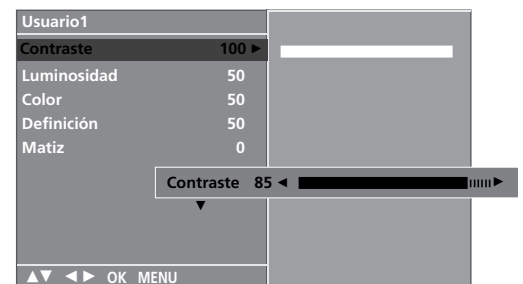 Usuario1
Contraste 100 ►
Luminosidad 50
Color 50
Definición 50
Matiz 0
Contraste 85 ◄ ►
▼
▲▼ ◄► OK MENU